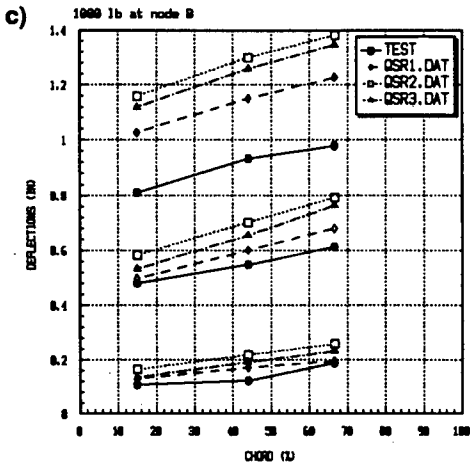 c)
1000 lb at node B
TEST
QSR1.DAT
QSR2.DAT
QSR3.DAT
1.4
1.2
1
0.8
0.6
0.4
0.2
0
DEFLECTIONS (IN)
0 10 20 30 40 50 60 70 80 90 100
CHORD (%)